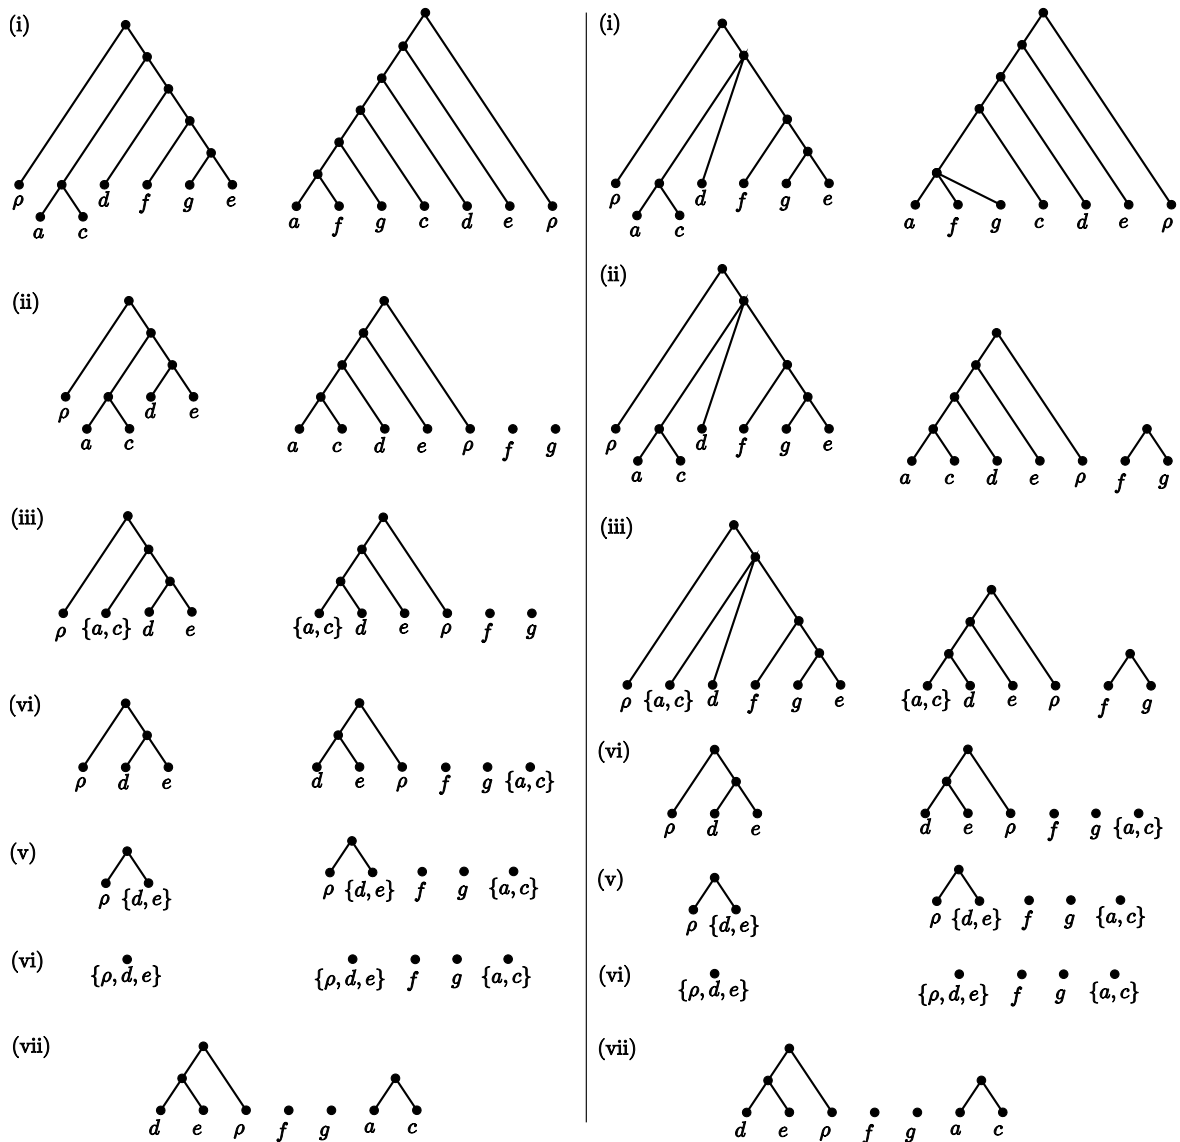 (i)
ρ a c d f g e
a f g c d e ρ
(ii)
ρ a c d e
a c d e ρ f g
(iii)
ρ {a, c} d e
{a, c} d e ρ f g
(vi)
ρ d e
d e ρ f g {a, c}
(v)
ρ {d, e}
ρ {d, e} f g {a, c}
(vi)
{ρ, d, e}
{ρ, d, e} f g {a, c}
(vii)
d e ρ f g a c
(i)
ρ a c d f g e
a f g c d e ρ
(ii)
ρ a c d f g e
a c d e ρ f g
(iii)
ρ {a, c} d f g e
{a, c} d e ρ f g
(vi)
ρ d e
d e ρ f g {a, c}
(v)
ρ {d, e}
ρ {d, e} f g {a, c}
(vi)
{ρ, d, e}
{ρ, d, e} f g {a, c}
(vii)
d e ρ f g a c